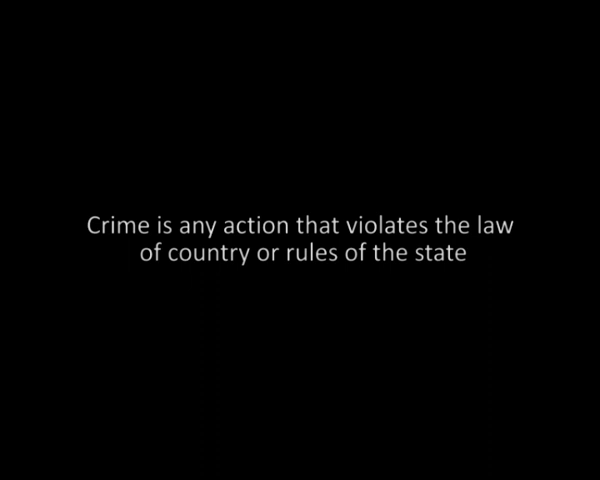 Crime is any action that violates the law
of country or rules of the state